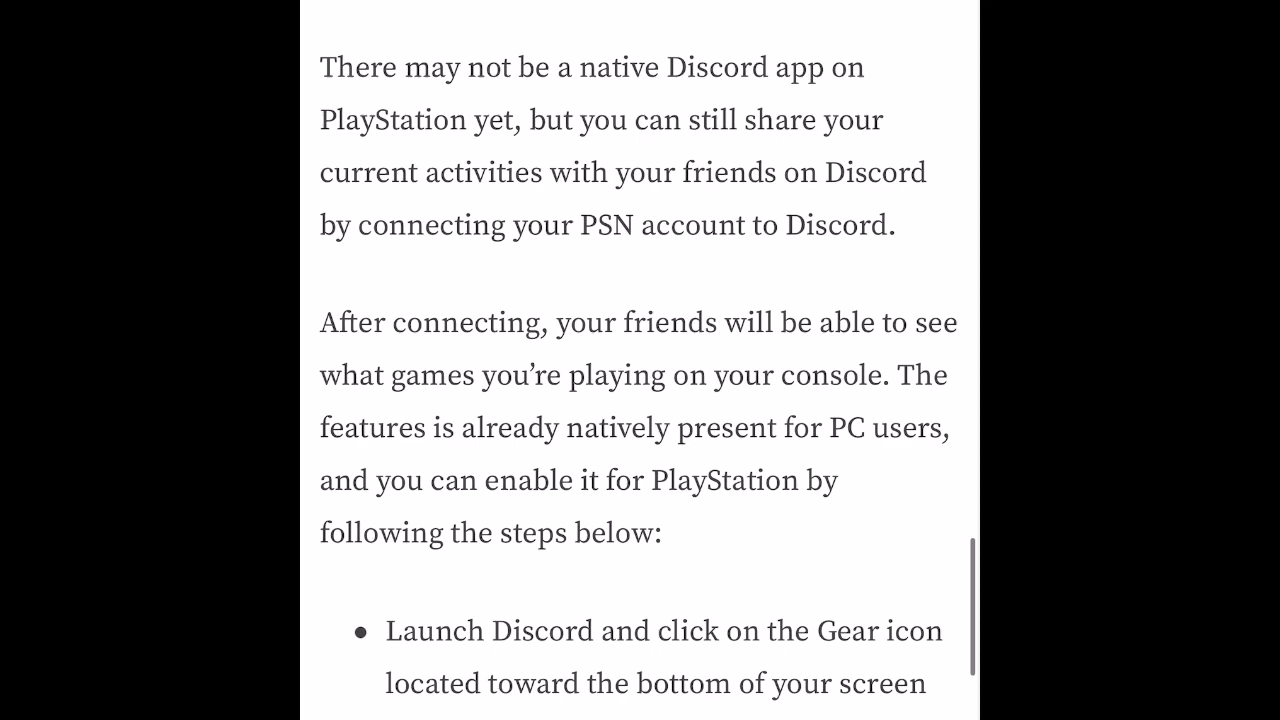 There may not be a native Discord app on
PlayStation yet, but you can still share your
current activities with your friends on Discord
by connecting your PSN account to Discord.
After connecting, your friends will be able to see
what games you’re playing on your console. The
features is already natively present for PC users,
and you can enable it for PlayStation by
following the steps below:
• Launch Discord and click on the Gear icon
located toward the bottom of your screen